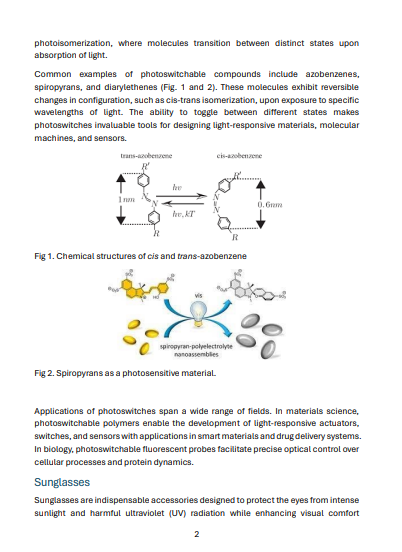 photoisomerization, where molecules transition between distinct states upon
absorption of light.
Common examples of photoswitchable compounds include azobenzenes,
spiropyrans, and diarylethenes (Fig. 1 and 2). These molecules exhibit reversible
changes in configuration, such as cis-trans isomerization, upon exposure to specific
wavelengths of light. The ability to toggle between different states makes
photoswitches invaluable tools for designing light-responsive materials, molecular
machines, and sensors.
trans-azobenzene cis-azobenzene
R' R'
hν
1 nm N N N N 0.6nm
hν, kT
R R
Fig 1. Chemical structures of cis and trans-azobenzene
vis
spiropyran-polyelectrolyte
nanoassemblies
Fig 2. Spiropyrans as a photosensitive material.
Applications of photoswitches span a wide range of fields. In materials science,
photoswitchable polymers enable the development of light-responsive actuators,
switches, and sensors with applications in smart materials and drug delivery systems.
In biology, photoswitchable fluorescent probes facilitate precise optical control over
cellular processes and protein dynamics.
Sunglasses
Sunglasses are indispensable accessories designed to protect the eyes from intense
sunlight and harmful ultraviolet (UV) radiation while enhancing visual comfort
2